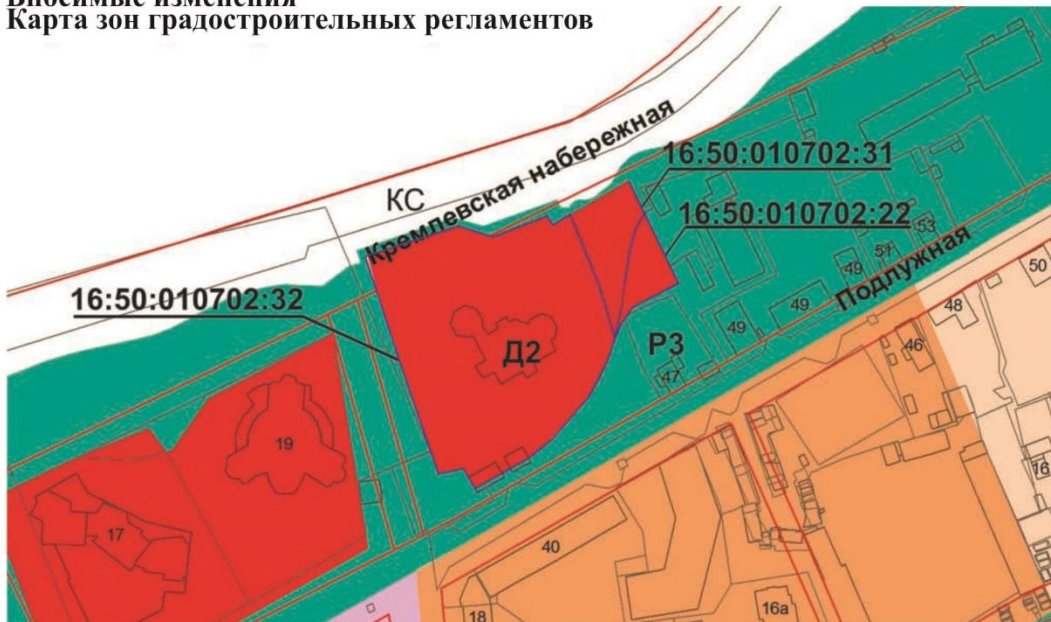 Вносимые изменения
Карта зон градостроительных регламентов
КС
Кремлевская набережная
16:50:010702:31
16:50:010702:22
16:50:010702:32
Подлужная
53
51
49
49
49
50
48
46
Д2
Р3
47
19
17
40
18
16а
16